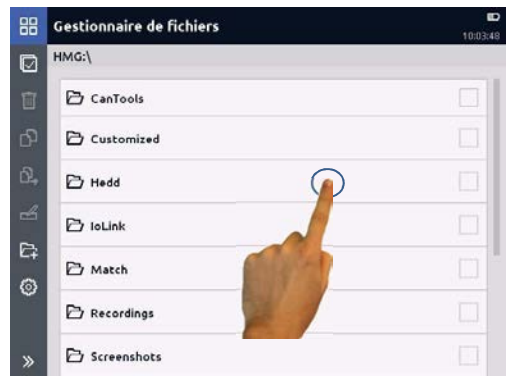 Gestionnaire de fichiers
10:03:48
HMG:\
CanTools
Customized
Hedd
IoLink
Match
Recordings
Screenshots